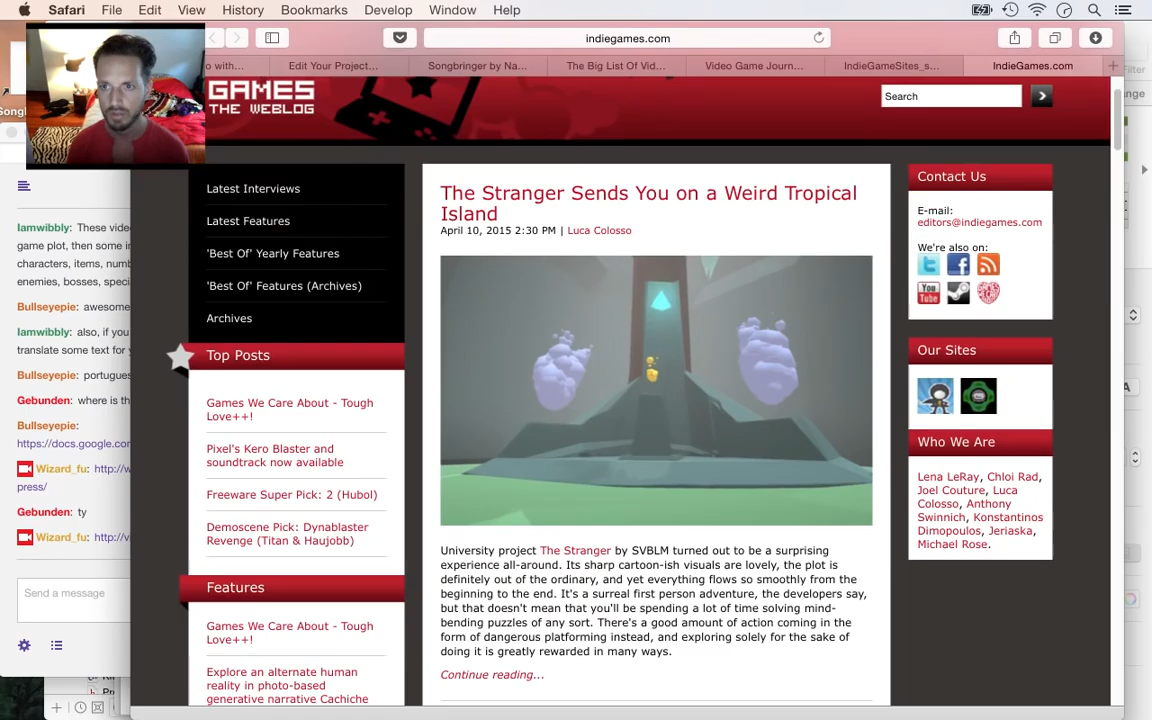 Safari File Edit View History Bookmarks Develop Window Help
indiegames.com
o with...
Edit Your Project...
Songbringer by Na...
The Big List Of Vid...
Video Game Journ...
IndieGameSites_s...
IndieGames.com
Filter
GAMES
THE WEBLOG
Search
Iamwibbly: These vide
game plot, then some in
characters, items, numb
enemies, bosses, speci
Bullseyepie: awesome
Iamwibbly: also, if you
translate some text for y
Bullseyepie: portugues
Gebunden: where is th
Bullseyepie:
https://docs.google.com
Wizard_fu: http://w
press/
Gebunden: ty
Wizard_fu: http://v
Send a message
Latest Interviews
Latest Features
'Best Of' Yearly Features
'Best Of' Features (Archives)
Archives
Top Posts
Games We Care About - Tough
Love++!
Pixel's Kero Blaster and
soundtrack now available
Freeware Super Pick: 2 (Hubol)
Demoscene Pick: Dynablaster
Revenge (Titan & Haujobb)
Features
Games We Care About - Tough
Love++!
Explore an alternate human
reality in photo-based
generative narrative Cachiche
The Stranger Sends You on a Weird Tropical
Island
April 10, 2015 2:30 PM | Luca Colosso
University project The Stranger by SVBLM turned out to be a surprising
experience all-around. Its sharp cartoon-ish visuals are lovely, the plot is
definitely out of the ordinary, and yet everything flows so smoothly from the
beginning to the end. It's a surreal first person adventure, the developers say,
but that doesn't mean that you'll be spending a lot of time solving mind-
bending puzzles of any sort. There's a good amount of action coming in the
form of dangerous platforming instead, and exploring solely for the sake of
doing it is greatly rewarded in many ways.
Continue reading...
Contact Us
E-mail:
editors@indiegames.com
We're also on:
Our Sites
Who We Are
Lena LeRay, Chloi Rad,
Joel Couture, Luca
Colosso, Anthony
Swinnich, Konstantinos
Dimopoulos, Jeriaska,
Michael Rose.